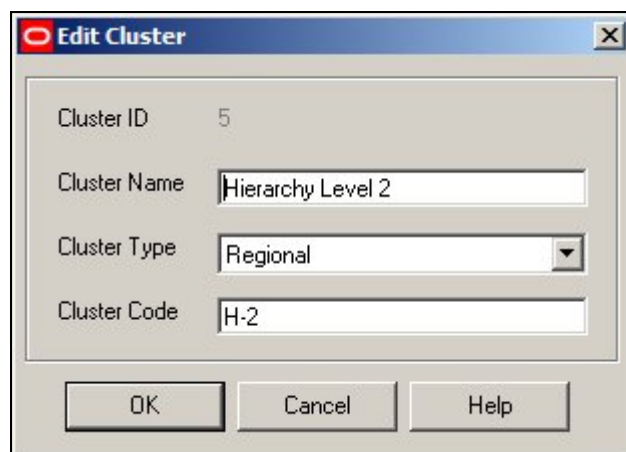 Edit Cluster
Cluster ID 5
Cluster Name Hierarchy Level 2
Cluster Type Regional
Cluster Code H-2
OK Cancel Help